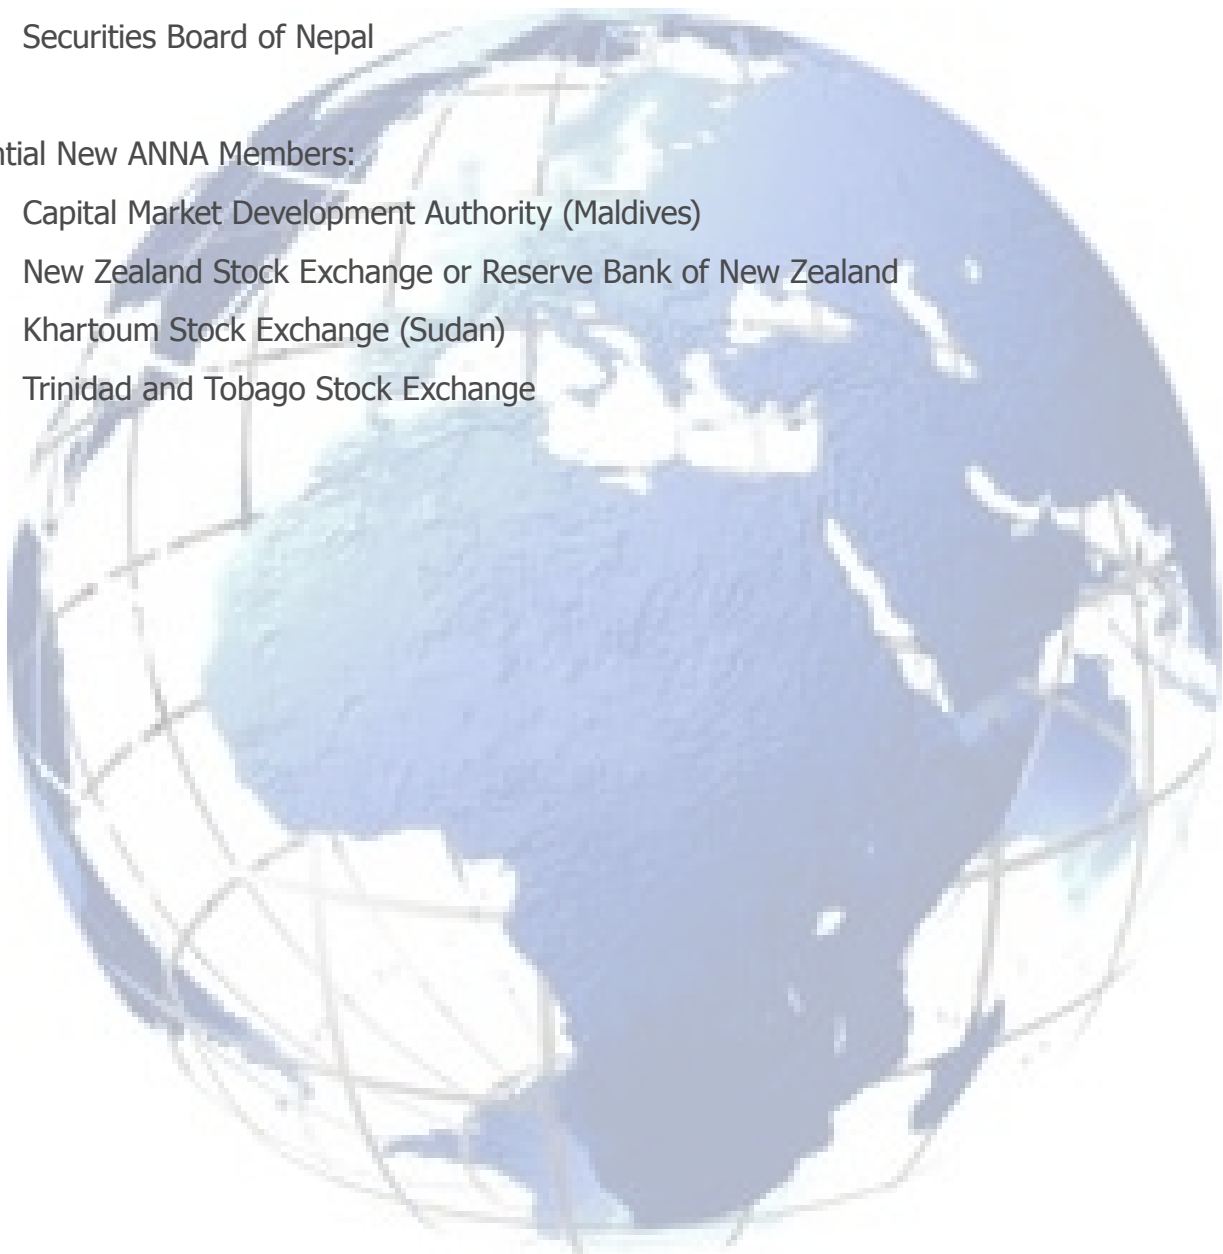 Securities Board of Nepal
ntial New ANNA Members:
Capital Market Development Authority (Maldives)
New Zealand Stock Exchange or Reserve Bank of New Zealand
Khartoum Stock Exchange (Sudan)
Trinidad and Tobago Stock Exchange